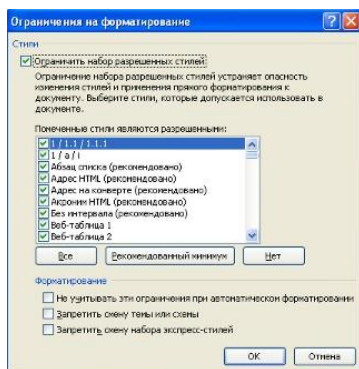 Ограничения на форматирование
Стили
Ограничить набор разрешенных стилей
Ограничение набора разрешенных стилей устраняет опасность
изменения стилей и применения прямого форматирования к
документу. Выберите стили, которые допускается использовать в
документе.
Помеченные стили являются разрешенными:
1 / 1.1 / 1.1.1
1 / a / i
Абзац списка (рекомендовано)
Адрес HTML (рекомендовано)
Адрес на конверте (рекомендовано)
Акроним HTML (рекомендовано)
Без интервала (рекомендовано)
Веб-таблица 1
Веб-таблица 2
Все Рекомендованный минимум Нет
Форматирование
Не учитывать эти ограничения при автоматическом форматировании
Запретить смену темы или схемы
Запретить смену набора экспресс-стилей
ОК Отмена